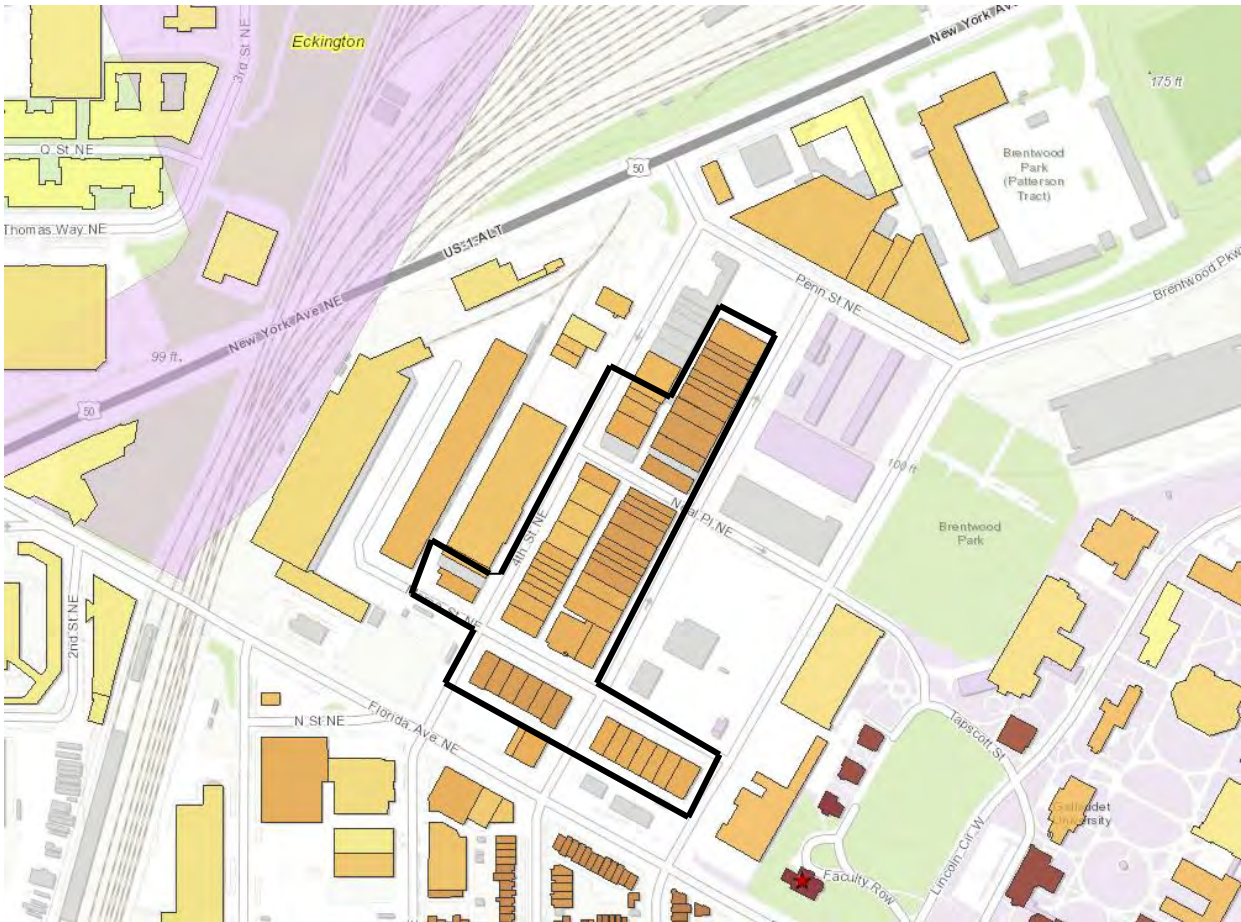 Eckington
3rd St NE
New York Ave
175 ft
Q St NE
50
Brentwood
Park
(Patterson
Tract)
Thomas Way NE
US 1 ALT
Penn St NE
Brentwood Pkwy
New York Ave NE
99 ft.
50
100 ft
Neal Pl NE
4th St NE
Brentwood
Park
2nd St NE
St NE
Florida Ave NE
N St NE
Tapscott St
Gallaudet
University
Lincoln Cir W
Faculty Row